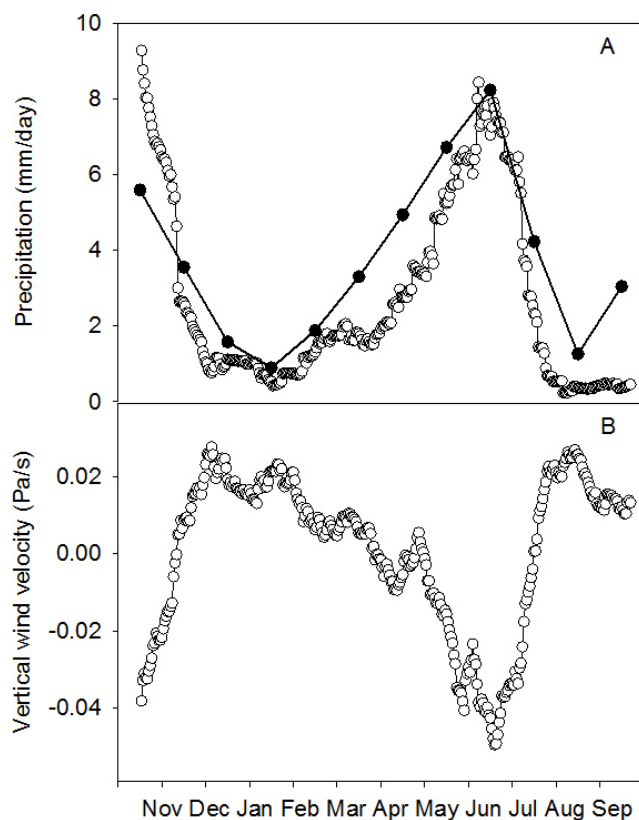 A
Precipitation (mm/day)
10
8
6
4
2
0
B
Vertical wind velocity (Pa/s)
0.02
0.00
-0.02
-0.04
Nov Dec Jan Feb Mar Apr May Jun Jul Aug Sep